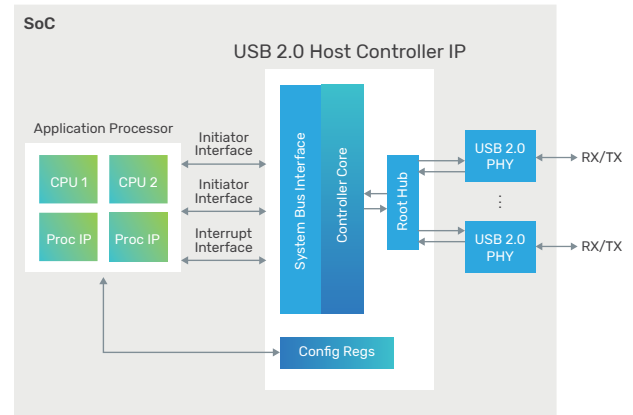 SoC
USB 2.0 Host Controller IP
Application Processor
CPU 1
CPU 2
Proc IP
Proc IP
Initiator
Interface
Initiator
Interface
Interrupt
Interface
System Bus Interface
Controller Core
Root Hub
USB 2.0
PHY
RX/TX
⋮
USB 2.0
PHY
RX/TX
Config Regs